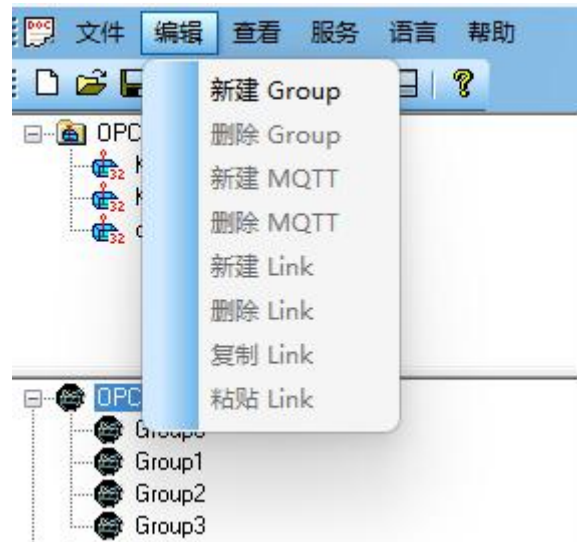 文件 编辑 查看 服务 语言 帮助
新建 Group
删除 Group
新建 MQTT
删除 MQTT
新建 Link
删除 Link
复制 Link
粘贴 Link
OPC
OPC
Group1
Group2
Group3